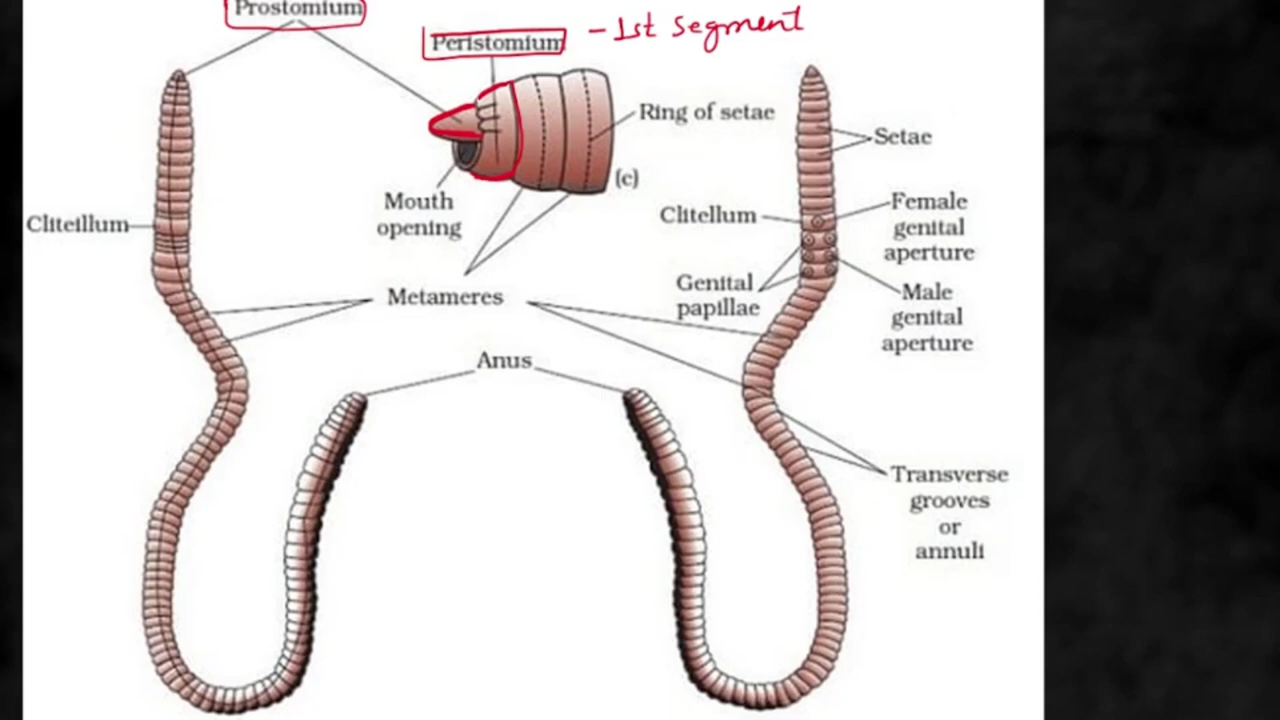 Prostomium
Peristomium - 1st segment
Ring of setae
(c)
Mouth
opening
Setae
Cliteillum
Clitellum
Female
genital
aperture
Genital
papillae
Male
genital
aperture
Metameres
Anus
Transverse
grooves
or
annuli